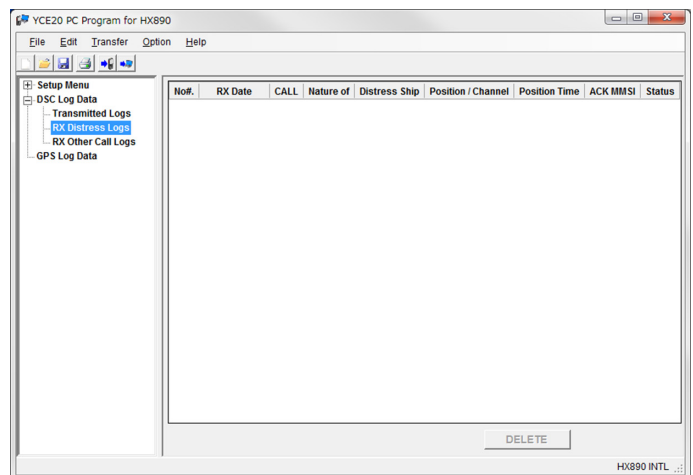 YCE20 PC Program for HX890
File Edit Transfer Option Help
Setup Menu
DSC Log Data
Transmitted Logs
RX Distress Logs
RX Other Call Logs
GPS Log Data
No#. RX Date CALL Nature of Distress Ship Position / Channel Position Time ACK MMSI Status
DELETE
HX890 INTL